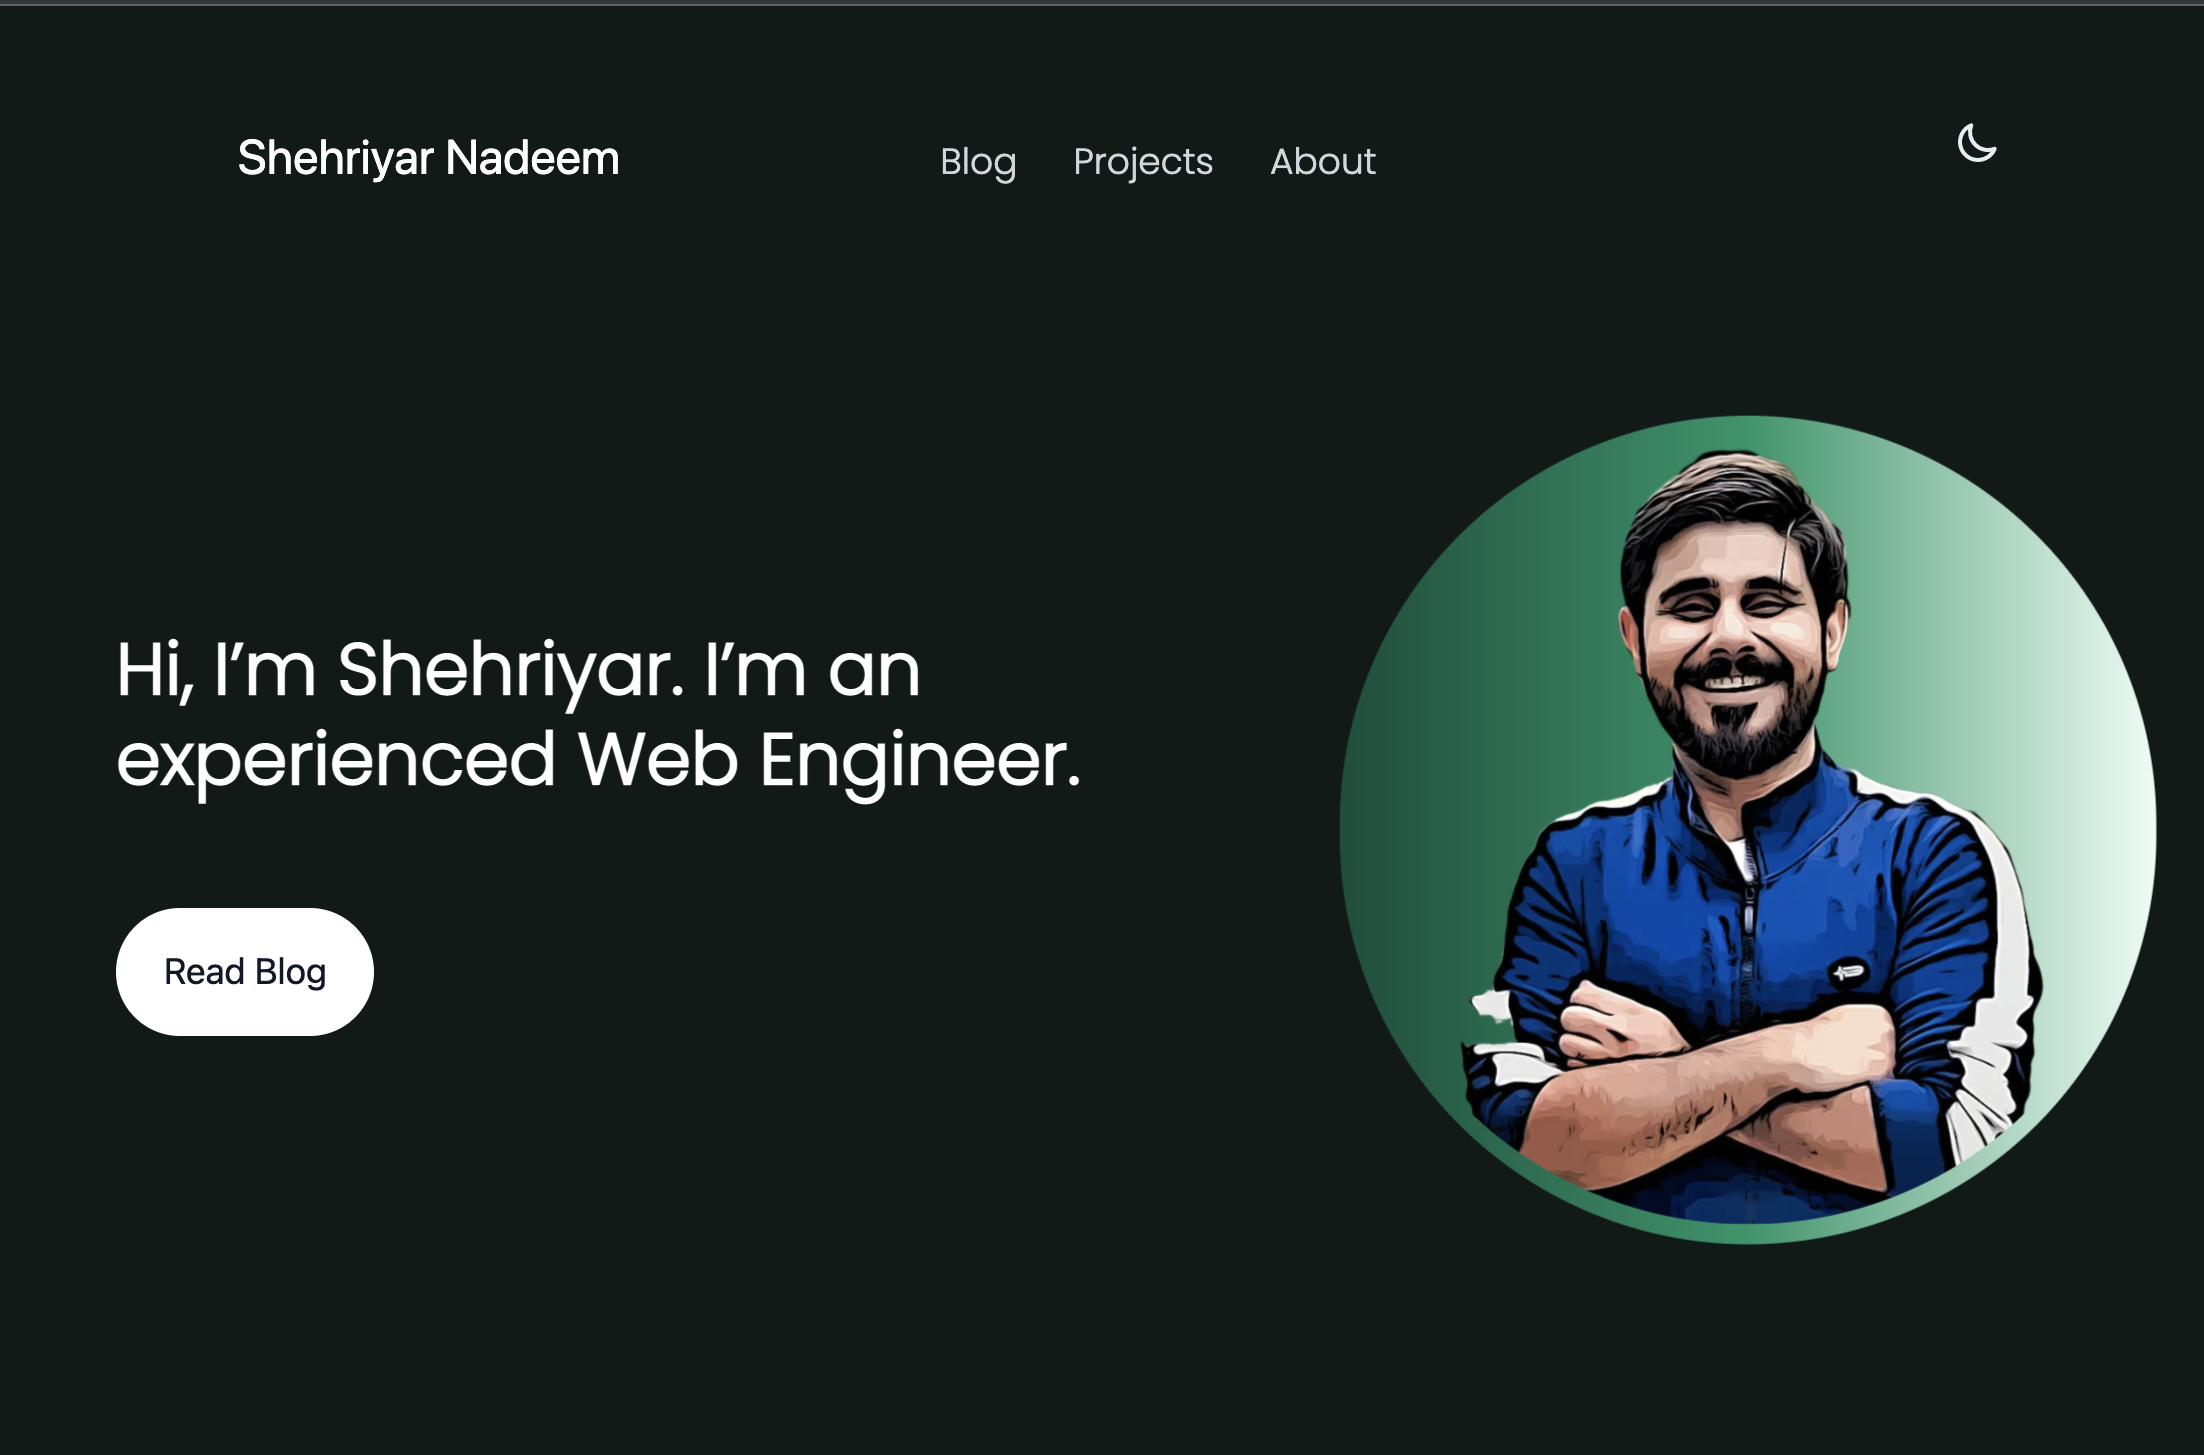 Shehriyar Nadeem
Blog Projects About
Hi, I’m Shehriyar. I’m an
experienced Web Engineer.
Read Blog